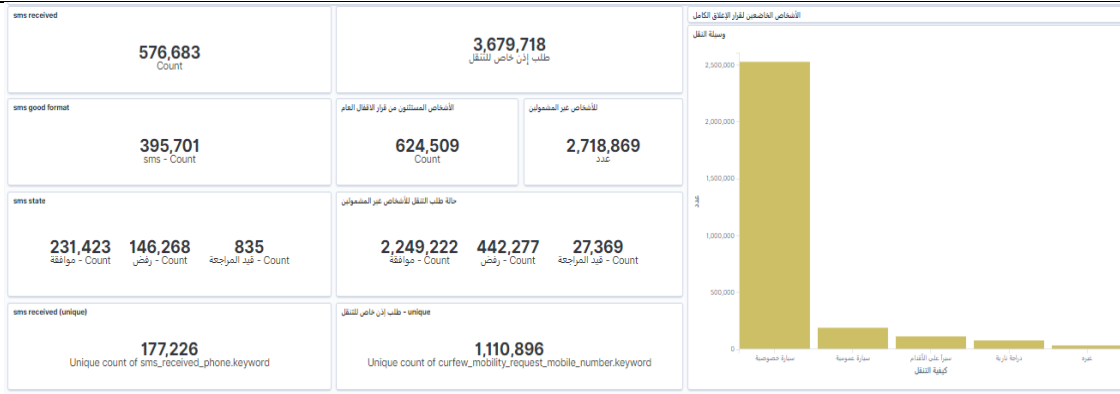 sms received
576,683
Count
3,679,718
طلب إذن خاص للتنقل
الأشخاص الخاضعين لقرار الإغلاق الكامل
sms good format
395,701
sms - Count
الأشخاص المستثنون من قرار الاقفال العام
624,509
Count
للأشخاص غير المشمولين
2,718,869
عدد
sms state
231,423
موافقة - Count
146,268
رفض - Count
835
قيد المراجعة - Count
حالة طلب التنقل للأشخاص غير المشمولين
2,249,222
موافقة - Count
442,277
رفض - Count
27,369
قيد المراجعة - Count
sms received (unique)
177,226
Unique count of sms_received_phone.keyword
طلب إذن خاص للتنقل - unique
1,110,896
Unique count of curfew_mobility_request_mobile_number.keyword
وسيلة النقل
2,500,000
2,000,000
1,500,000
1,000,000
500,000
0
عدد
سيارة خصوصية
سيارة عمومية
سيرا على الأقدام
دراجة نارية
غيره
كيفية التنقل